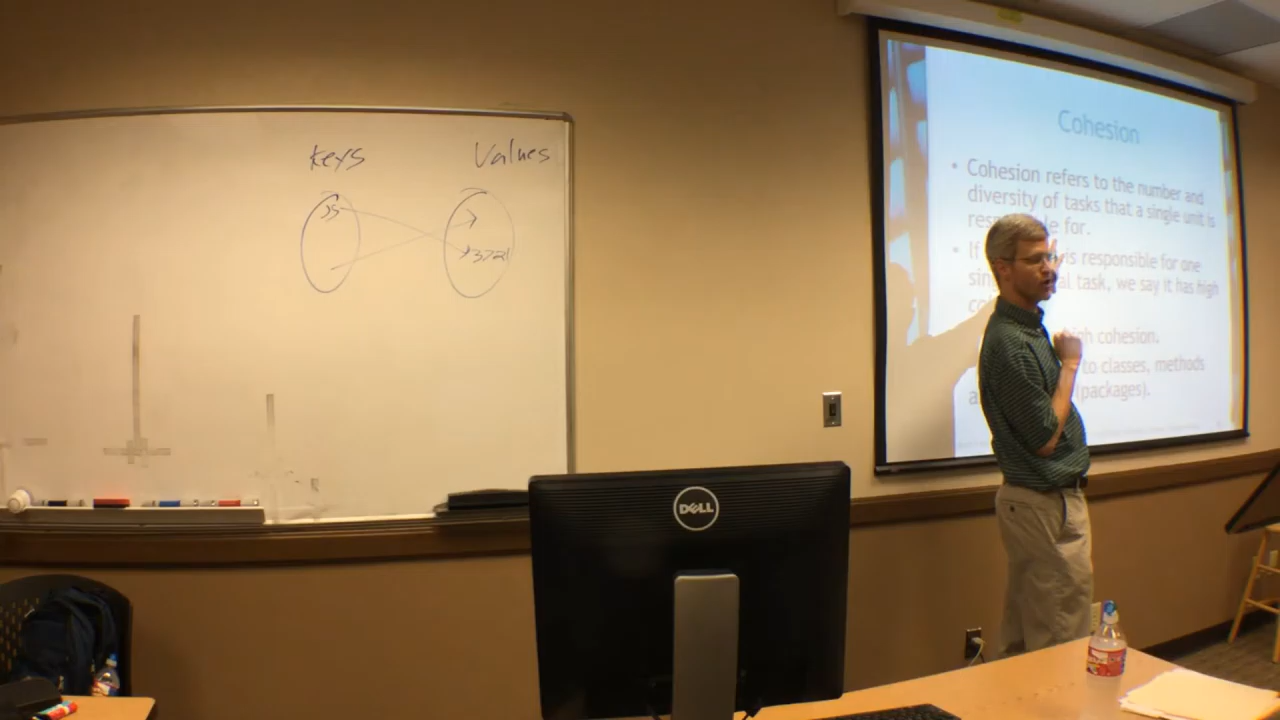 Keys Values
35
3721
DELL
Cohesion
• Cohesion refers to the number and
diversity of tasks that a single unit is
for.
• If is responsible for one
task, we say it has high
high cohesion.
to classes, methods
(packages).